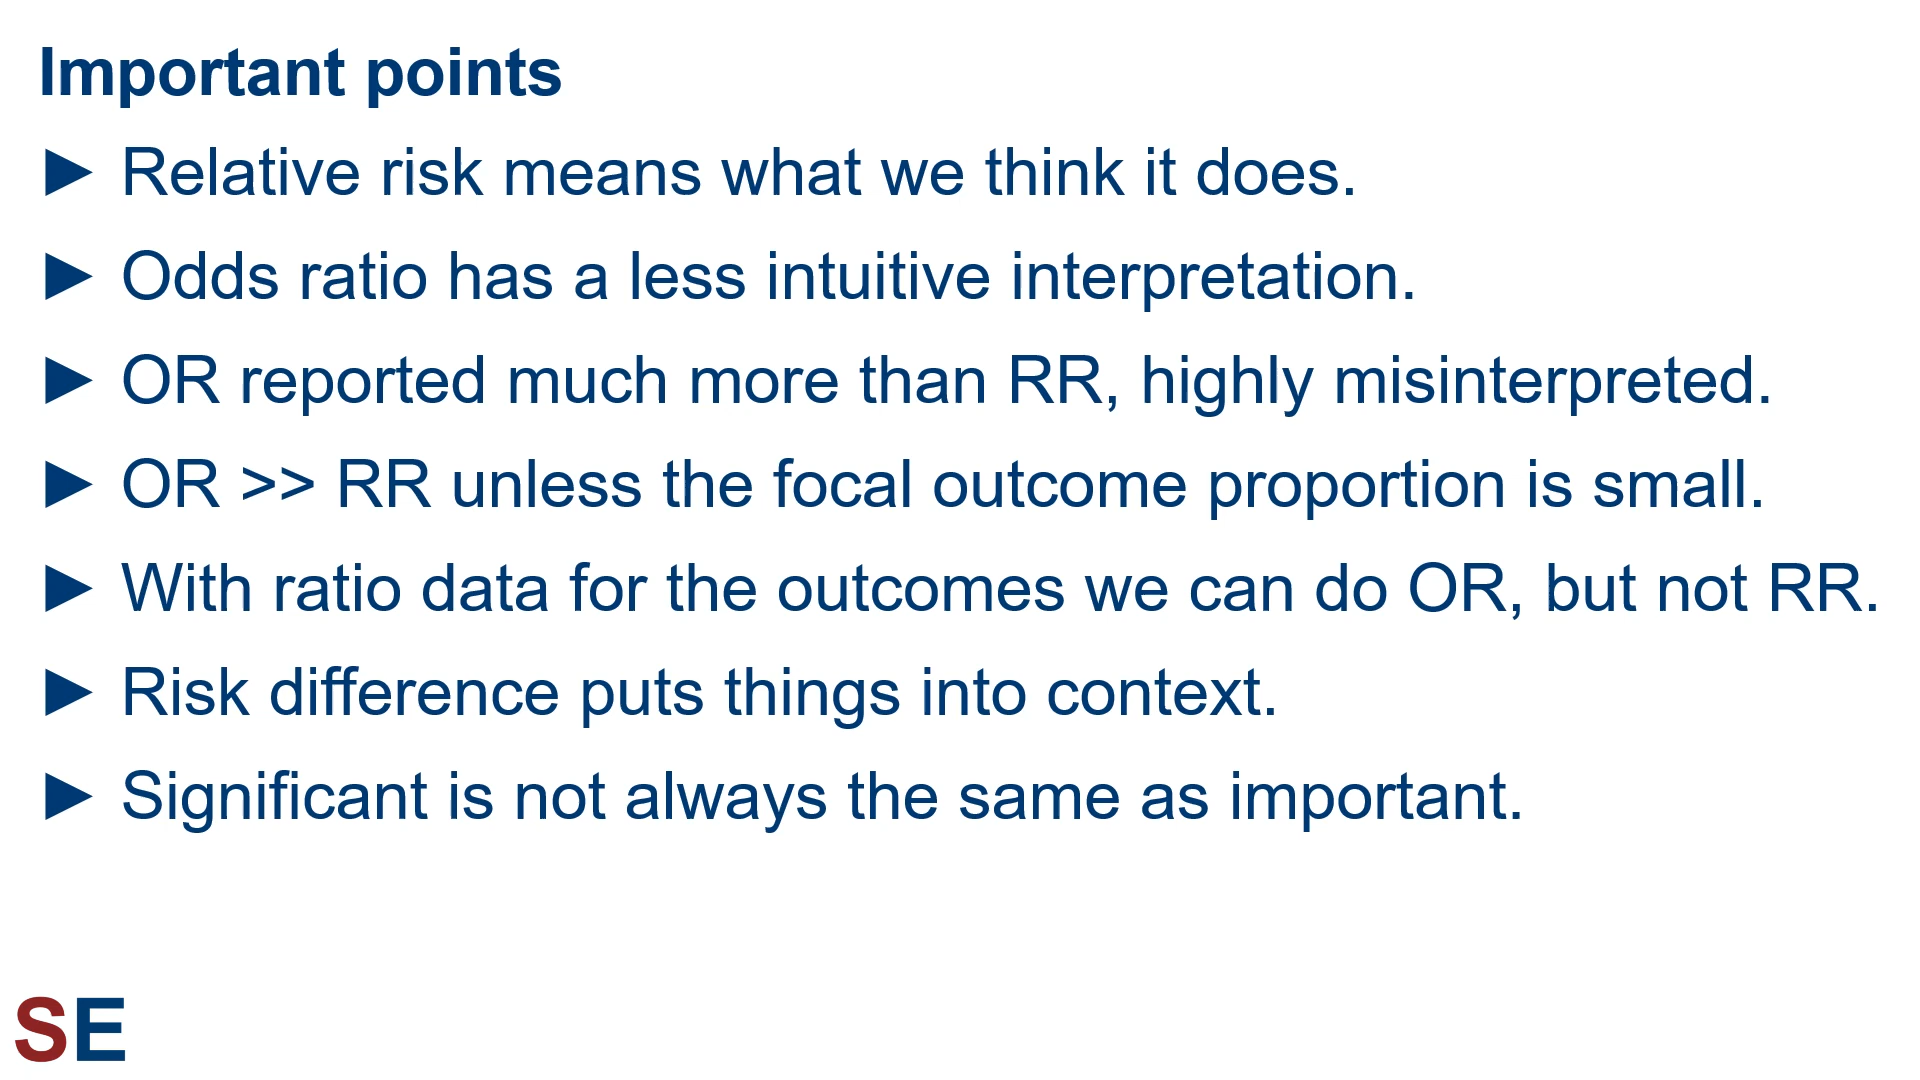 Important points
► Relative risk means what we think it does.
► Odds ratio has a less intuitive interpretation.
► OR reported much more than RR, highly misinterpreted.
► OR >> RR unless the focal outcome proportion is small.
► With ratio data for the outcomes we can do OR, but not RR.
► Risk difference puts things into context.
► Significant is not always the same as important.
SE